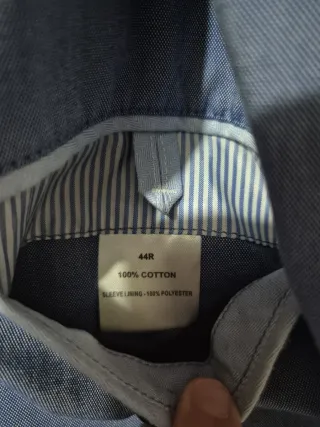 44R
100% COTTON
SLEEVE LINING - 100% POLYESTER